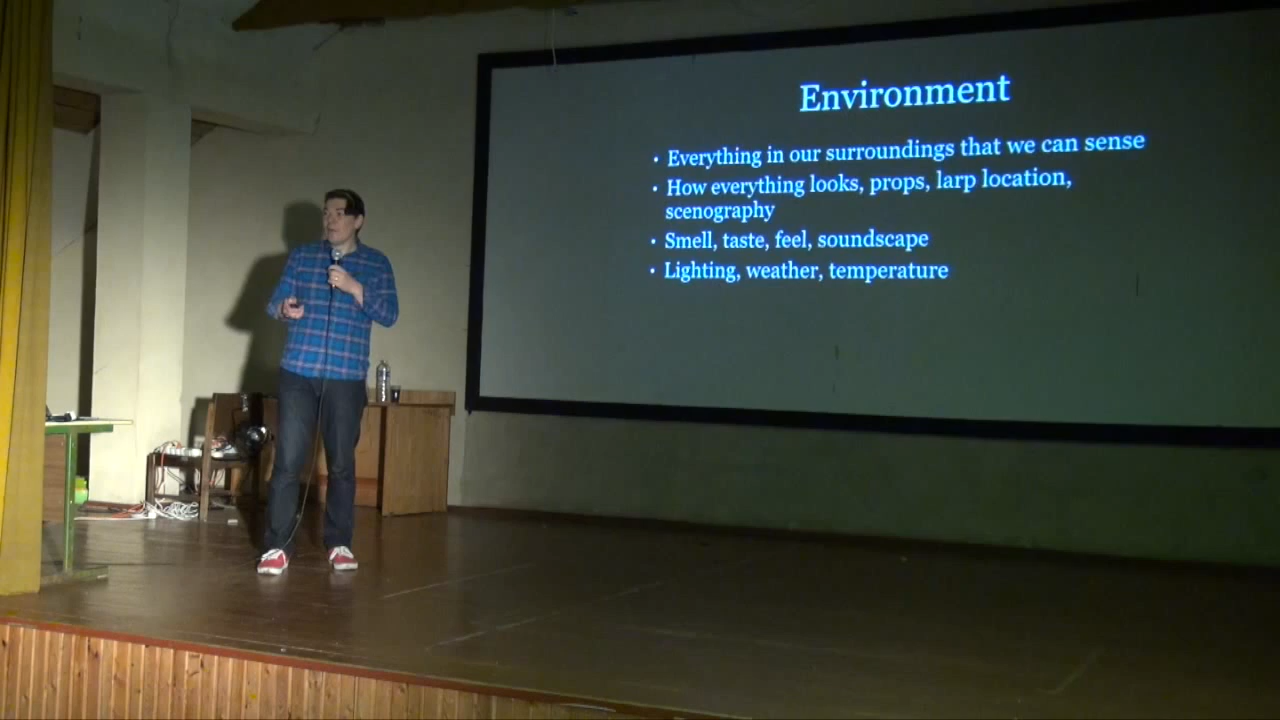 Environment
• Everything in our surroundings that we can sense
• How everything looks, props, larp location,
scenography
• Smell, taste, feel, soundscape
• Lighting, weather, temperature